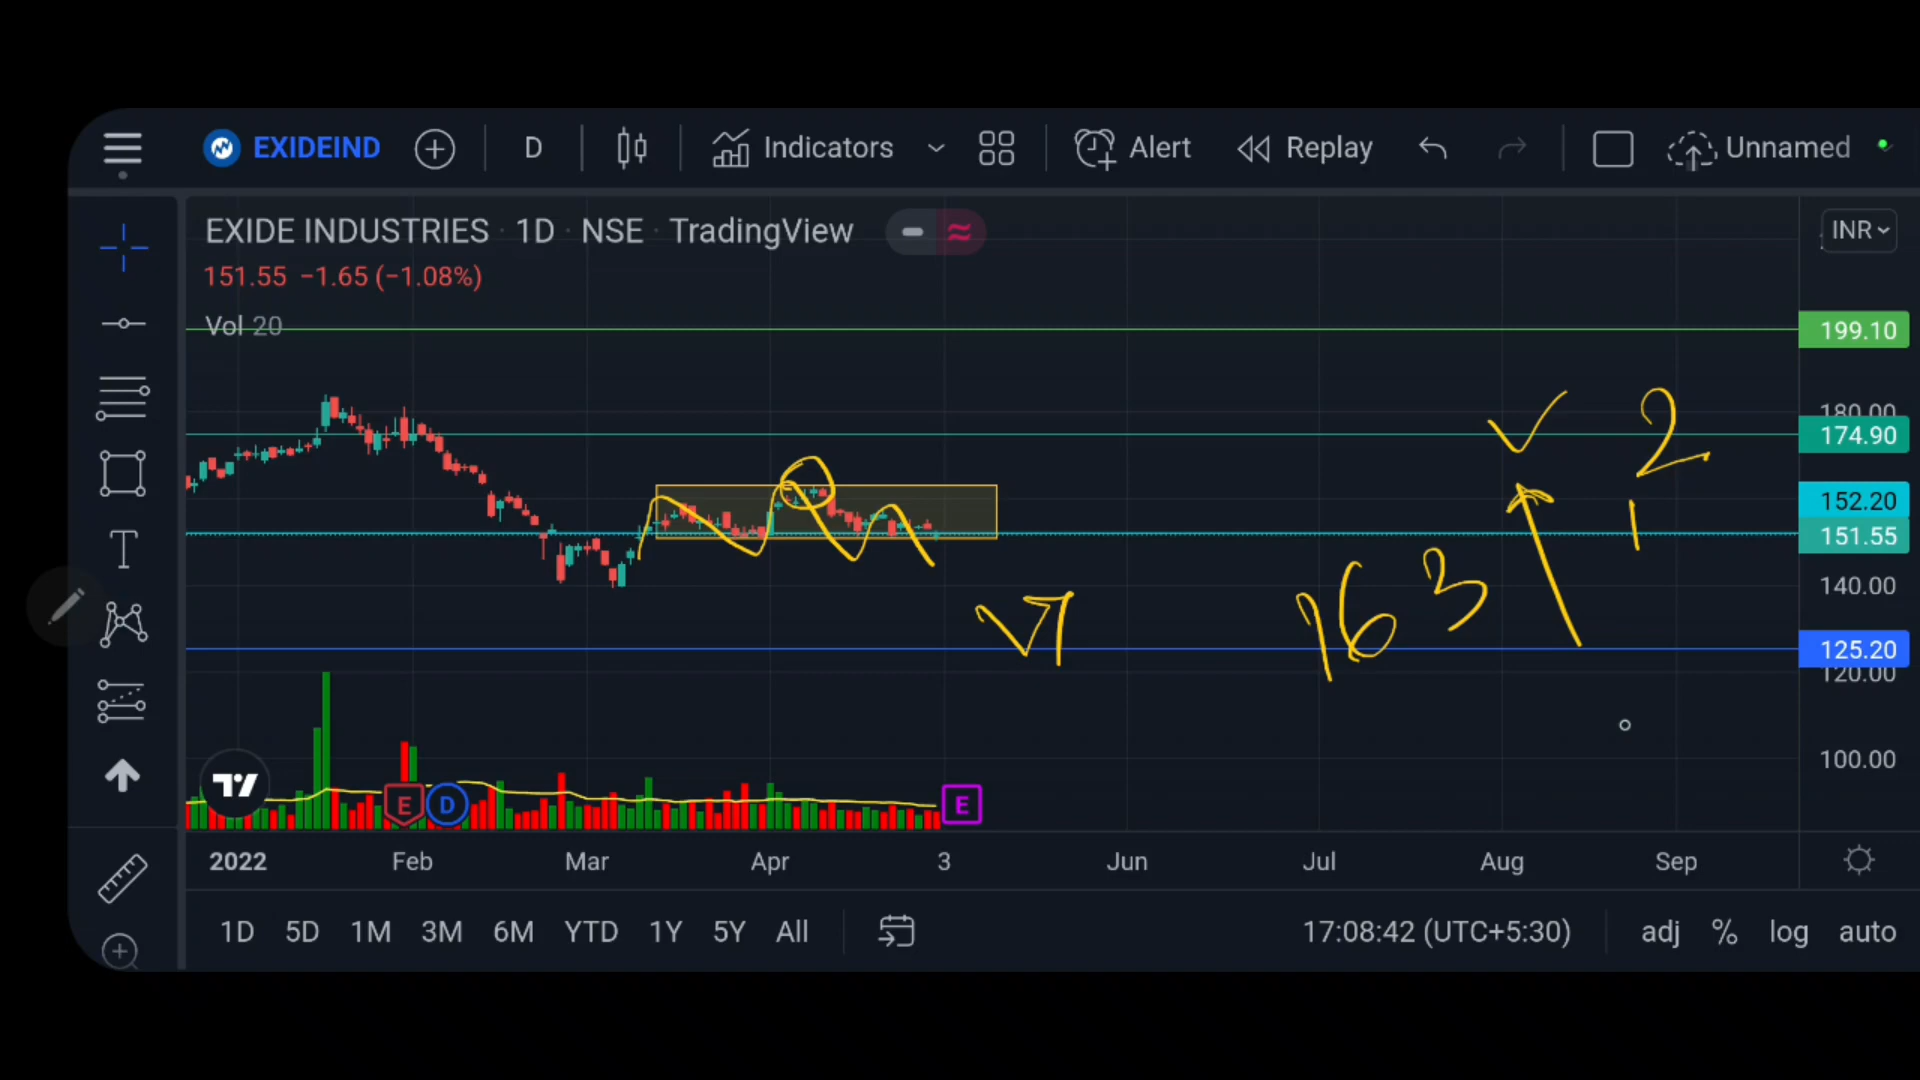 EXIDEIND D Indicators Alert Replay Unnamed
EXIDE INDUSTRIES · 1D · NSE · TradingView
INR
151.55 −1.65 (−1.08%)
Vol 20
199.10
180.00
174.90
152.20
151.55
140.00
125.20
120.00
100.00
2
1
163
E D E
2022 Feb Mar Apr 3 Jun Jul Aug Sep
1D 5D 1M 3M 6M YTD 1Y 5Y All 17:08:42 (UTC+5:30) adj % log auto